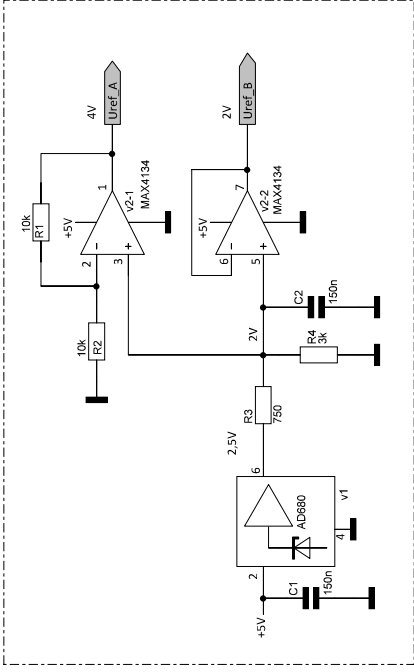 Uref_A
4V
Uref_B
2V
1
v2-1
MAX4134
+5V
10k
R1
2
3
7
v2-2
MAX4134
+5V
6
5
10k
R2
2V
C2
150n
R4
3k
R3
750
2,5V
6
AD680
v1
4
2
C1
150n
+5V